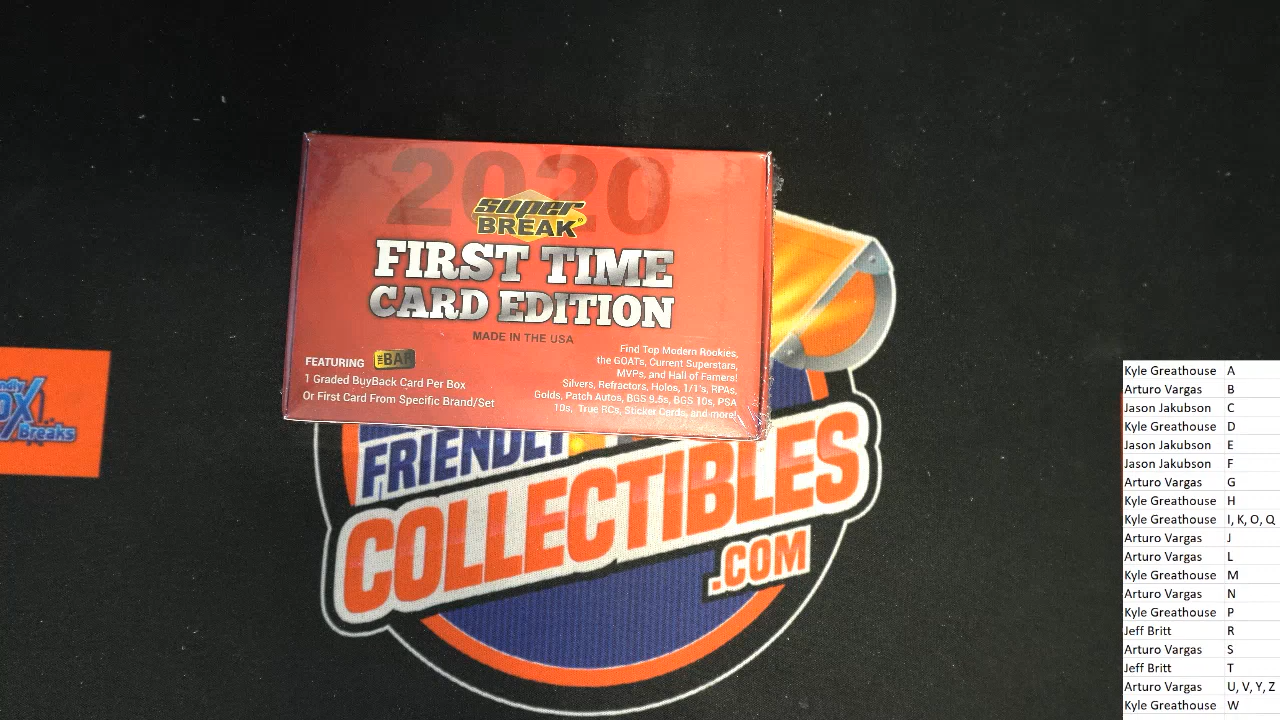 2020
super
BREAK®
FIRST TIME
CARD EDITION
MADE IN THE USA
FEATURING THE BAR
1 Graded BuyBack Card Per Box
Or First Card From Specific Brand/Set
Find Top Modern Rookies,
the GOATs, Current Superstars,
MVPs, and Hall of Famers!
Silvers, Refractors, Holos, 1/1's, RPAs,
Golds, Patch Autos, BGS 9.5s, BGS 10s, PSA
10s, True RCs, Sticker Cards, and more!
FRIENDLY
COLLECTIBLES
.COM
Breaks
Kyle Greathouse A
Arturo Vargas B
Jason Jakubson C
Kyle Greathouse D
Jason Jakubson E
Jason Jakubson F
Arturo Vargas G
Kyle Greathouse H
Kyle Greathouse I, K, O, Q
Arturo Vargas J
Arturo Vargas L
Kyle Greathouse M
Arturo Vargas N
Kyle Greathouse P
Jeff Britt R
Arturo Vargas S
Jeff Britt T
Arturo Vargas U, V, Y, Z
Kyle Greathouse W